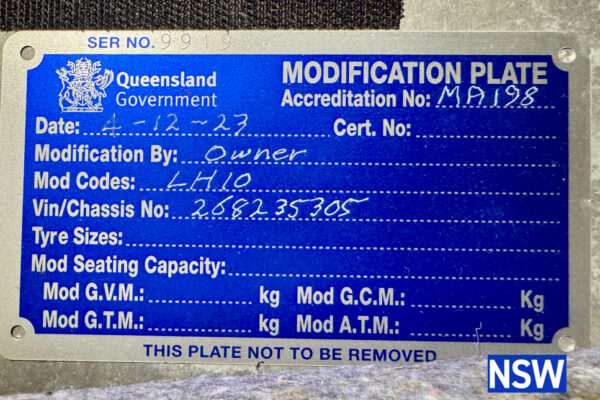 SER NO. 9919
Queensland Government
MODIFICATION PLATE
Accreditation No: MA198
Date: 4-12-23 Cert. No:
Modification By: Owner
Mod Codes: LH10
Vin/Chassis No: 268235305
Tyre Sizes:
Mod Seating Capacity:
Mod G.V.M.: kg Mod G.C.M.: Kg
Mod G.T.M.: kg Mod A.T.M.: Kg
THIS PLATE NOT TO BE REMOVED
NSW